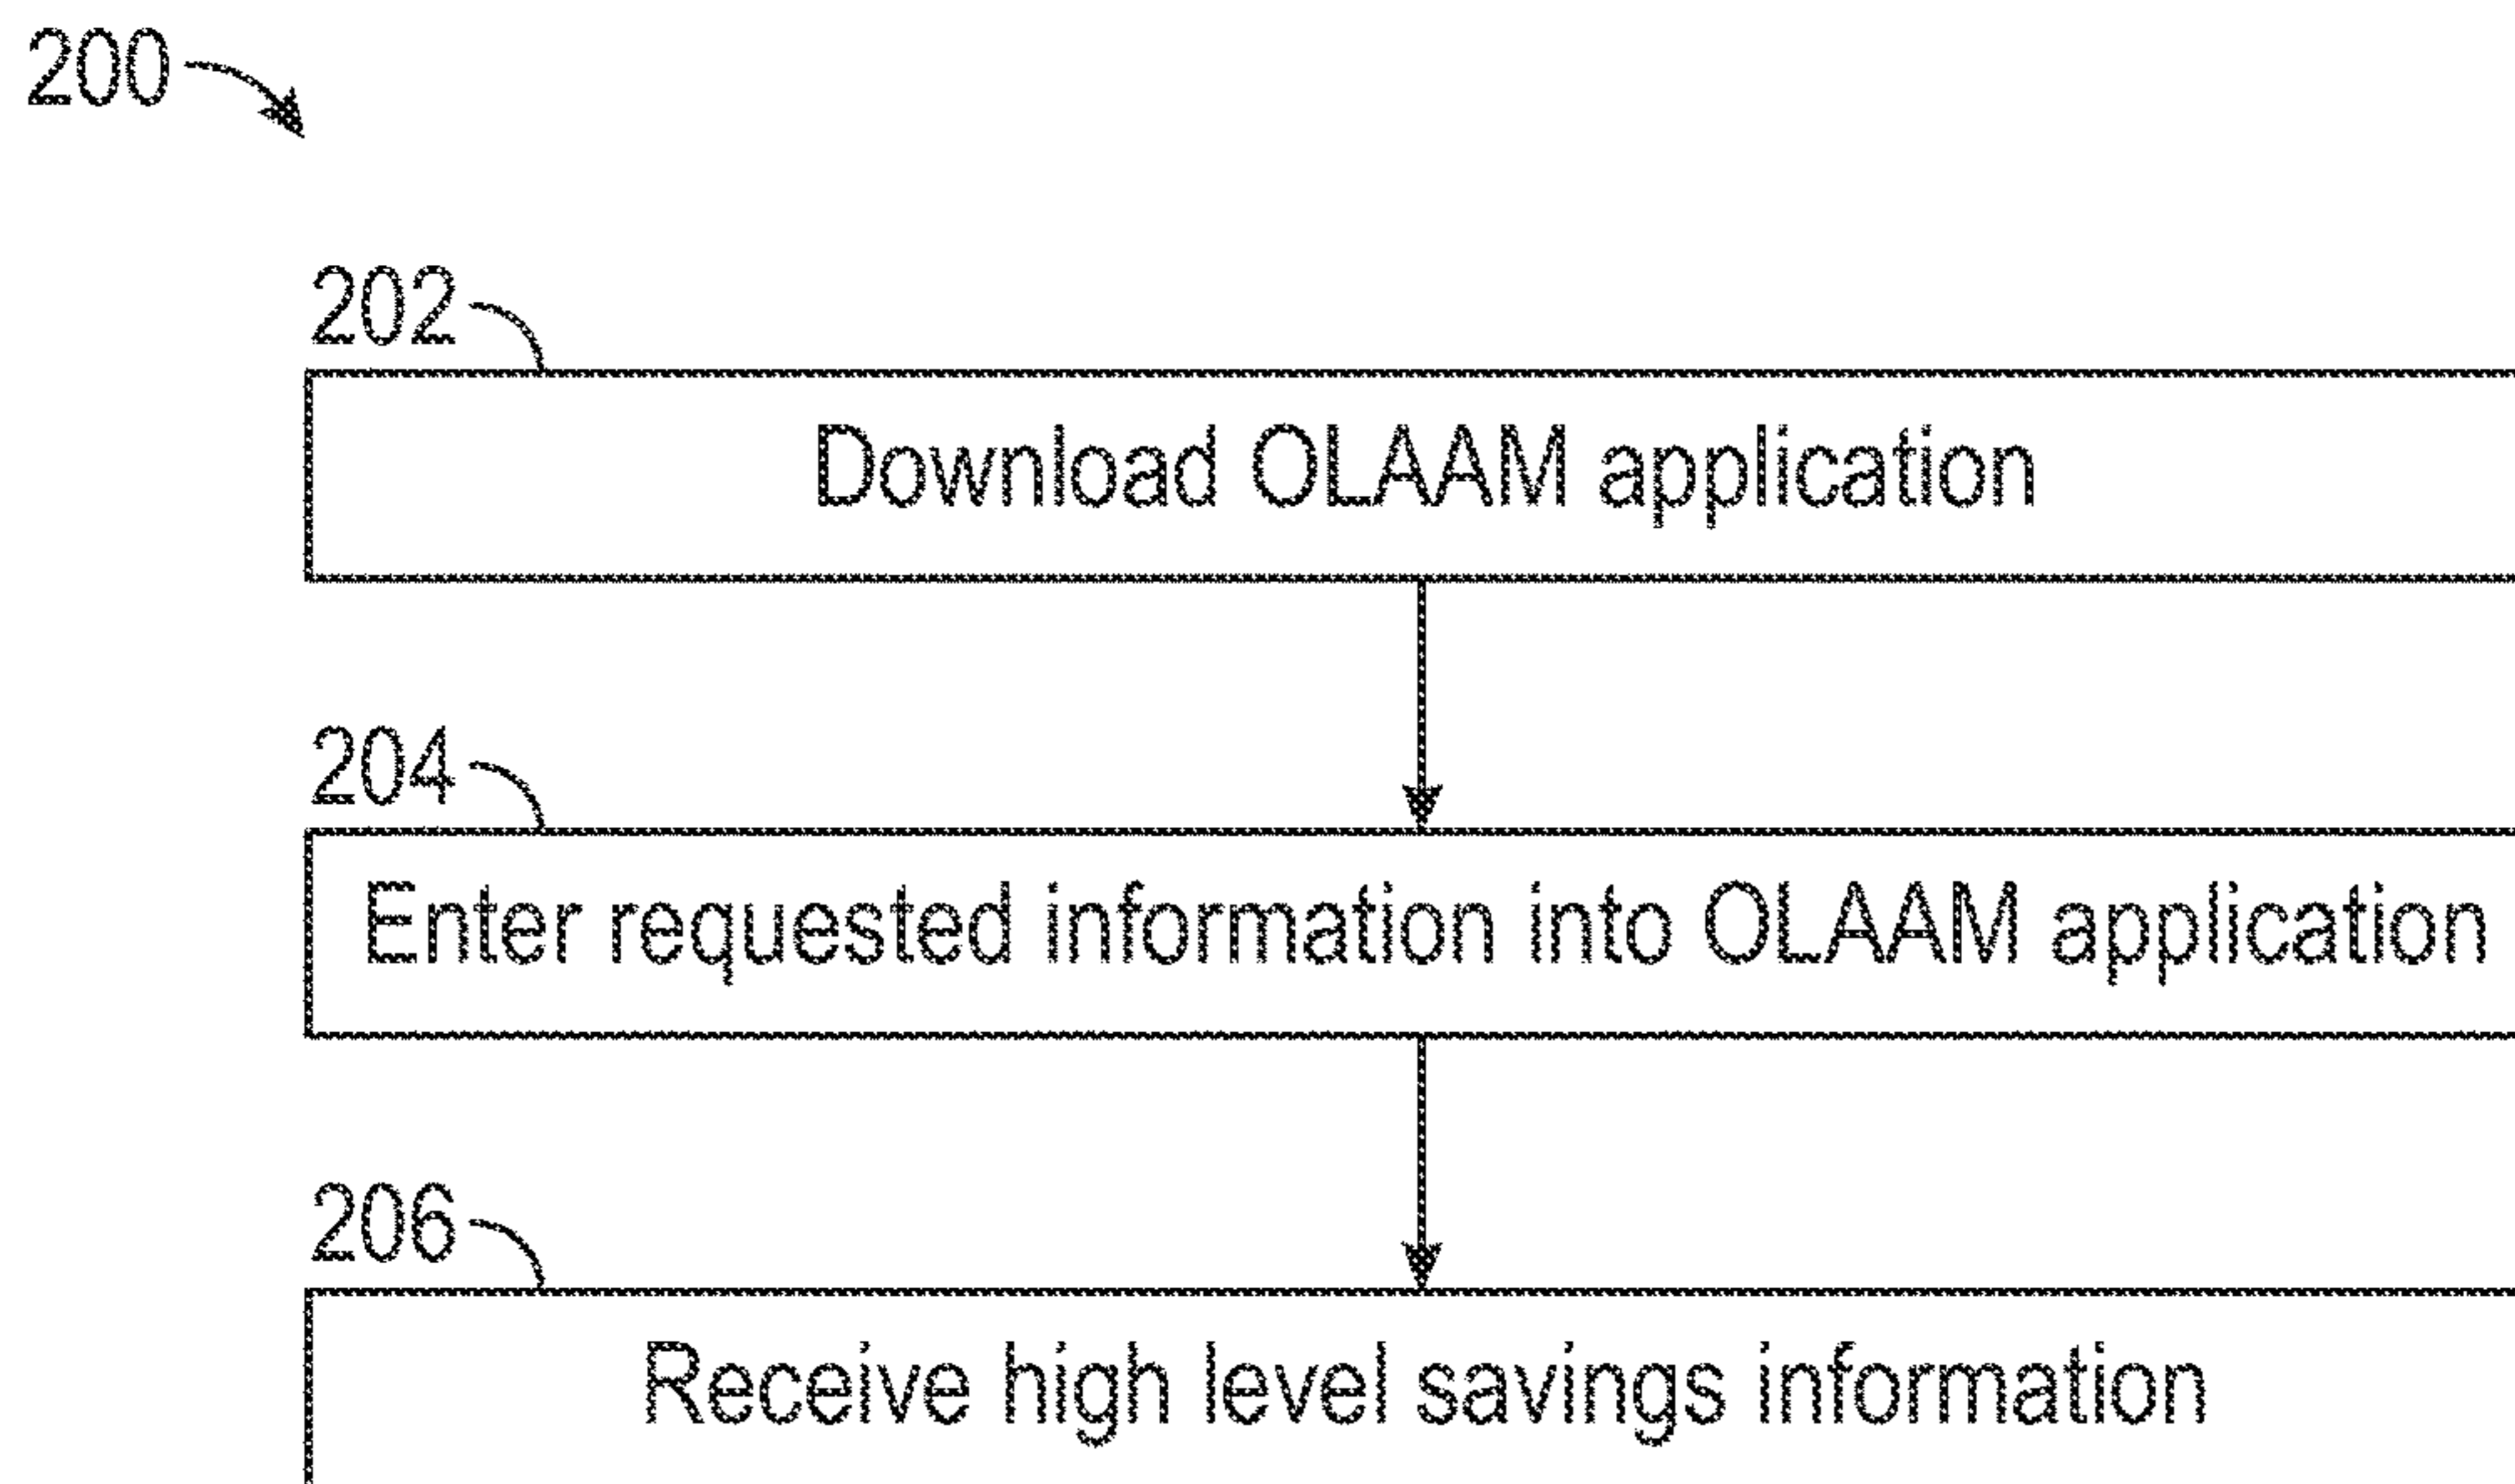 200
202
Download OLAAM application
204
Enter requested information into OLAAM application
206
Receive high level savings information